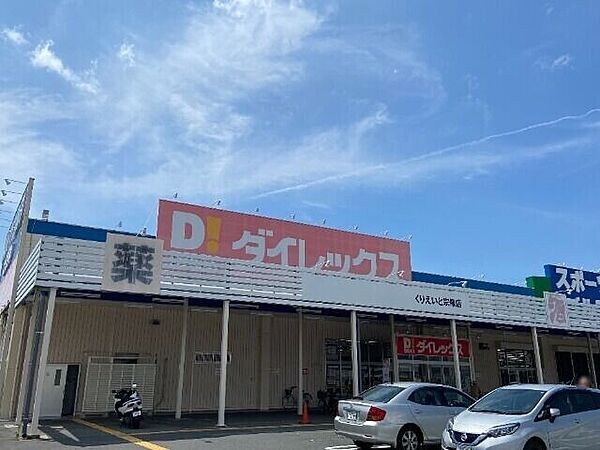 D! ダイレックス
薬
スポー
くりえいと宗像店
酒
D! ダイレックス